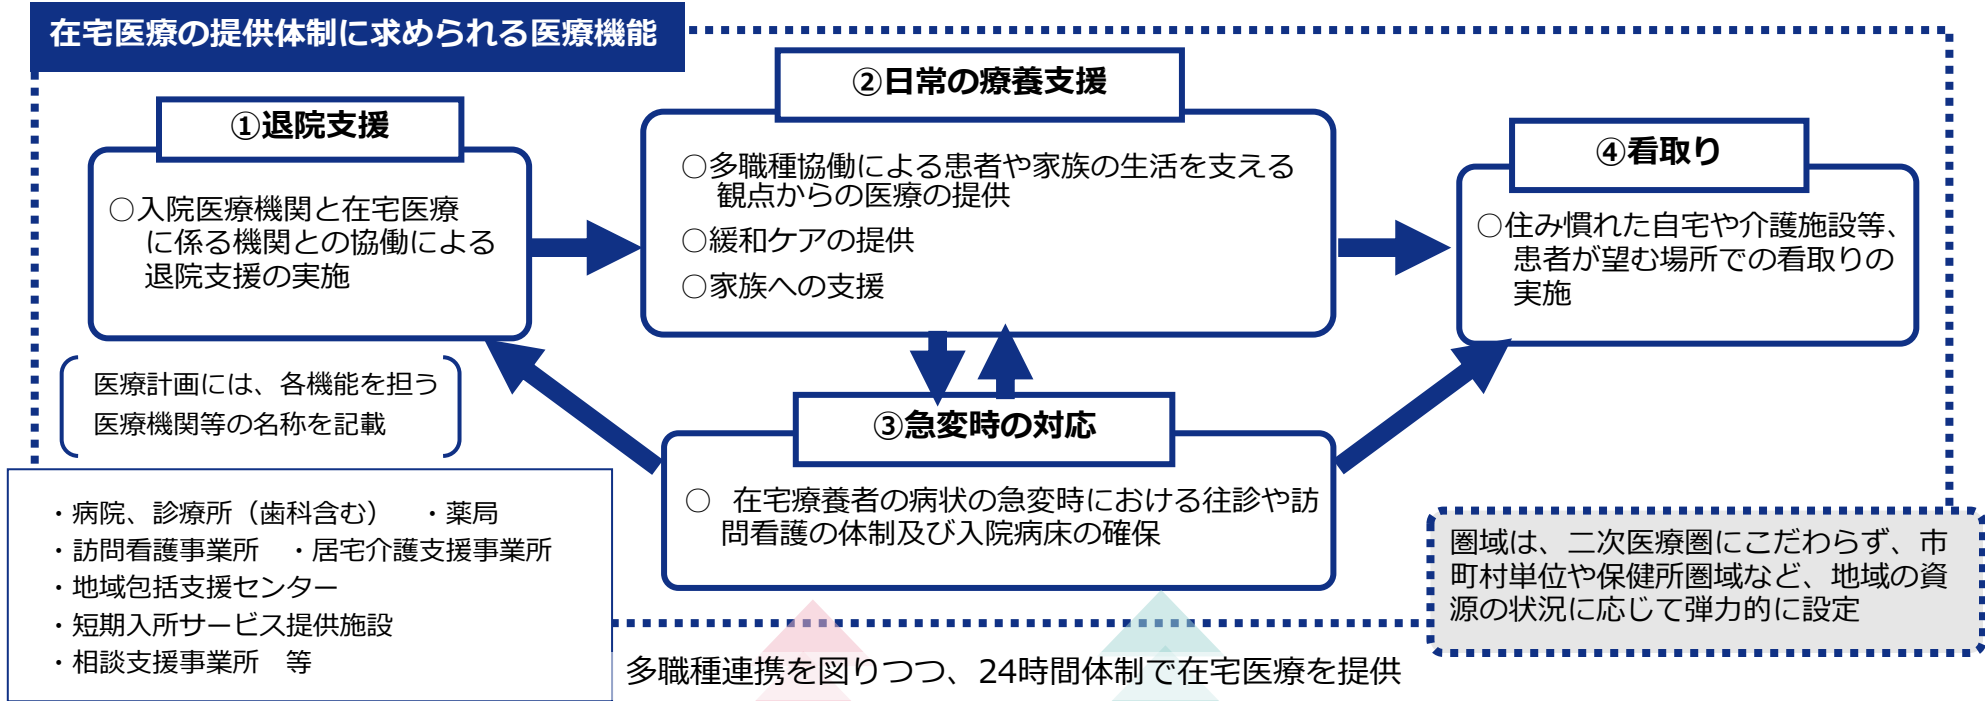 在宅医療の提供体制に求められる医療機能
①退院支援
○入院医療機関と在宅医療
に係る機関との協働による
退院支援の実施
②日常の療養支援
○多職種協働による患者や家族の生活を支える
観点からの医療の提供
○緩和ケアの提供
○家族への支援
④看取り
○住み慣れた自宅や介護施設等、
患者が望む場所での看取りの
実施
医療計画には、各機能を担う
医療機関等の名称を記載
③急変時の対応
○ 在宅療養者の病状の急変時における往診や訪
問看護の体制及び入院病床の確保
・病院、診療所（歯科含む） ・薬局
・訪問看護事業所 ・居宅介護支援事業所
・地域包括支援センター
・短期入所サービス提供施設
・相談支援事業所 等
圏域は、二次医療圏にこだわらず、市
町村単位や保健所圏域など、地域の資
源の状況に応じて弾力的に設定
多職種連携を図りつつ、24時間体制で在宅医療を提供